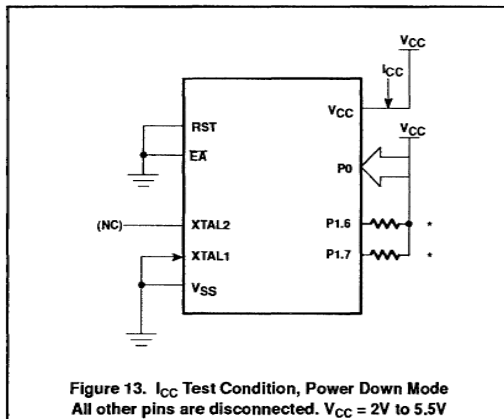 VCC
ICC
VCC
VCC
RST
EA
P0
(NC)
XTAL2
P1.6
*
XTAL1
P1.7
*
VSS
Figure 13. ICC Test Condition, Power Down Mode
All other pins are disconnected. VCC = 2V to 5.5V